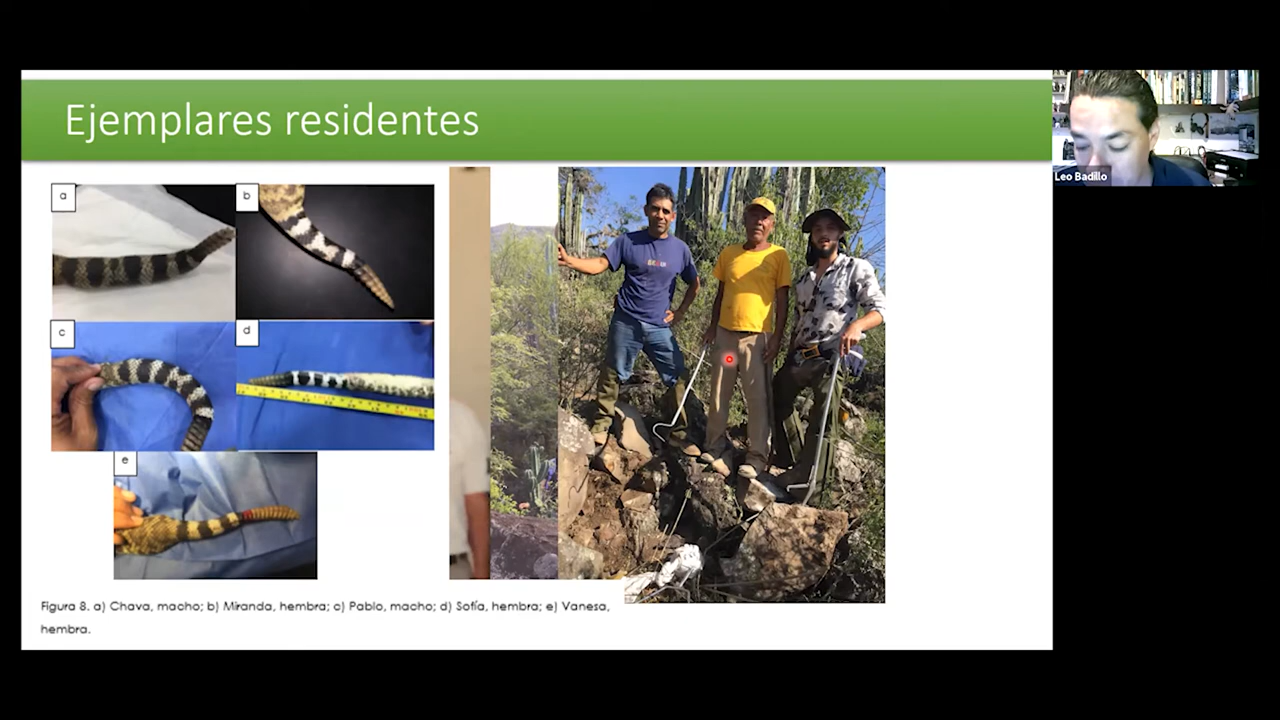 Ejemplares residentes
a
b
c
d
e
Figura 8. a) Chava, macho; b) Miranda, hembra; c) Pablo, macho; d) Sofía, hembra; e) Vanesa,
hembra.
Leo Badillo